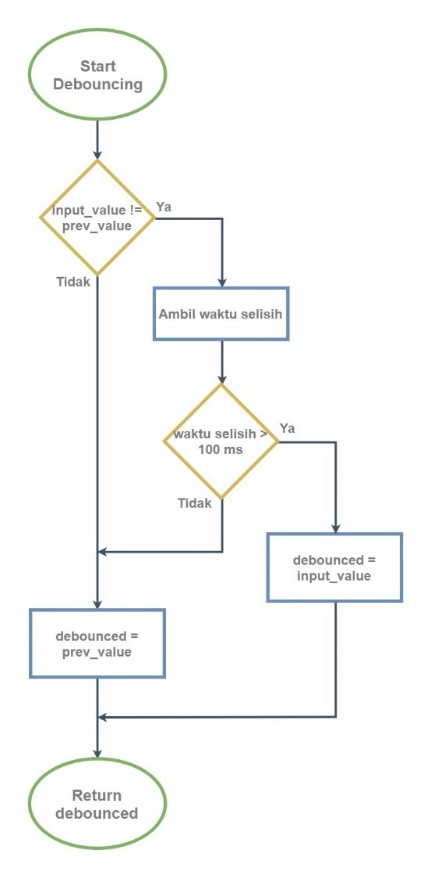 Start
Debouncing
Input_value !=
prev_value
Ya
Tidak
Ambil waktu selisih
waktu selisih >
100 ms
Ya
Tidak
debounced =
input_value
debounced =
prev_value
Return
debounced